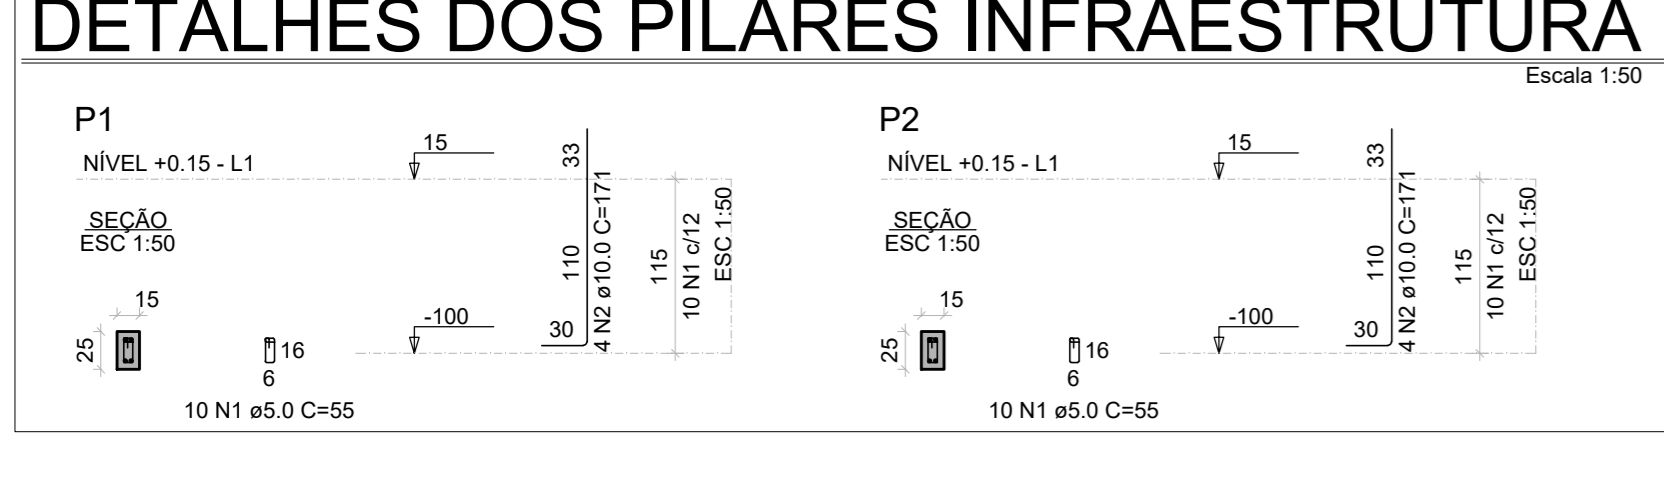 DETALHES DOS PILARES INFRAESTRUTURA
Escala 1:50
P1
NÍVEL +0.15 - L1
SEÇÃO
ESC 1:50
15
25
16
6
10 N1 ø5.0 C=55
15
-100
33
110
30
4 N2 ø10.0 C=171
115
10 N1 c/12
ESC 1:50
P2
NÍVEL +0.15 - L1
SEÇÃO
ESC 1:50
15
25
16
6
10 N1 ø5.0 C=55
15
-100
33
110
30
4 N2 ø10.0 C=171
115
10 N1 c/12
ESC 1:50